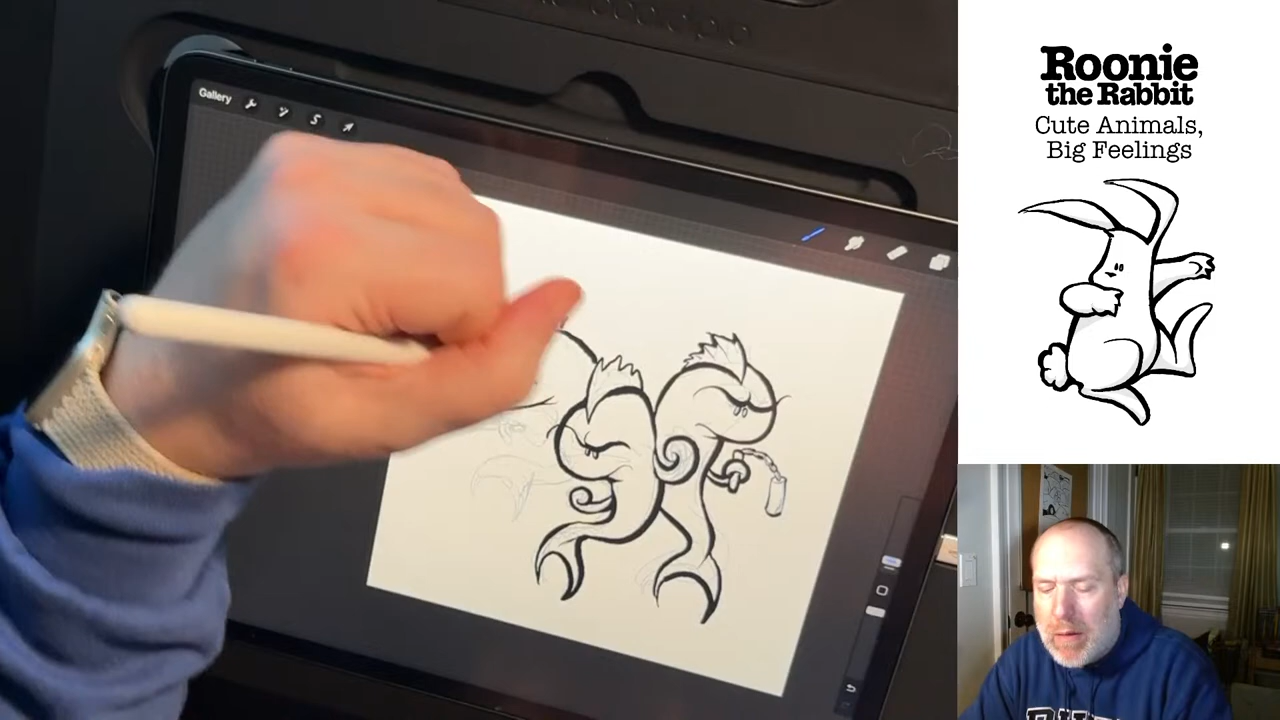 Gallery
Roonie
the Rabbit
Cute Animals,
Big Feelings